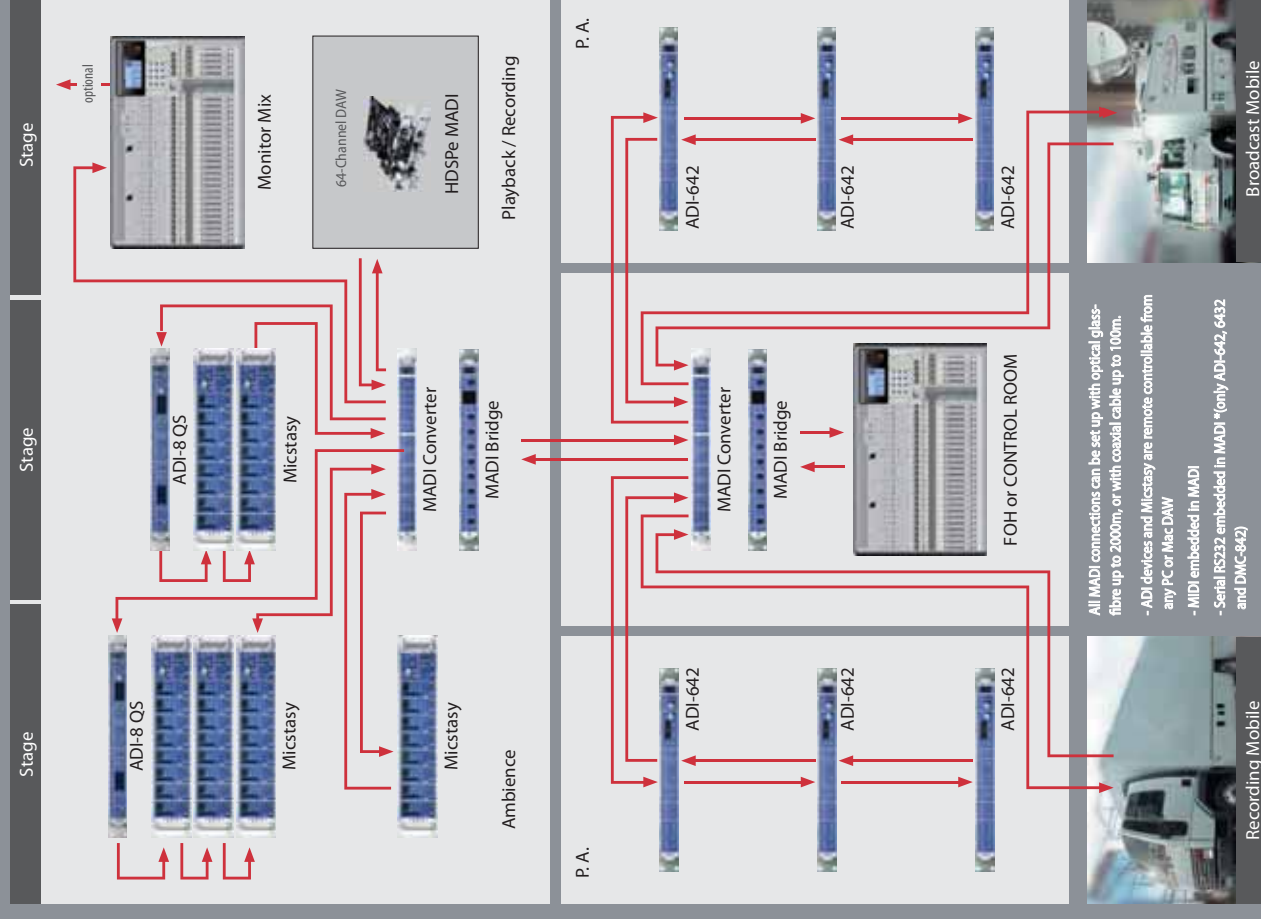 Stage
Stage
Stage
ADI-8 QS
Micstasy
Micstasy
Ambience
ADI-8 QS
Micstasy
MADI Converter
MADI Bridge
optional
Monitor Mix
64-Channel DAW
HDSPe MADI
Playback / Recording
P. A.
ADI-642
ADI-642
ADI-642
MADI Converter
MADI Bridge
FOH or CONTROL ROOM
P. A.
ADI-642
ADI-642
ADI-642
Recording Mobile
All MADI connections can be set up with optical glass-
fibre up to 2000m, or with coaxial cable up to 100m.
- ADI devices and Micstasy are remote controllable from
any PC or Mac DAW
- MIDI embedded in MADI
- Serial RS232 embedded in MADI *(only ADI-642, 6432
and DMC-842)
Broadcast Mobile